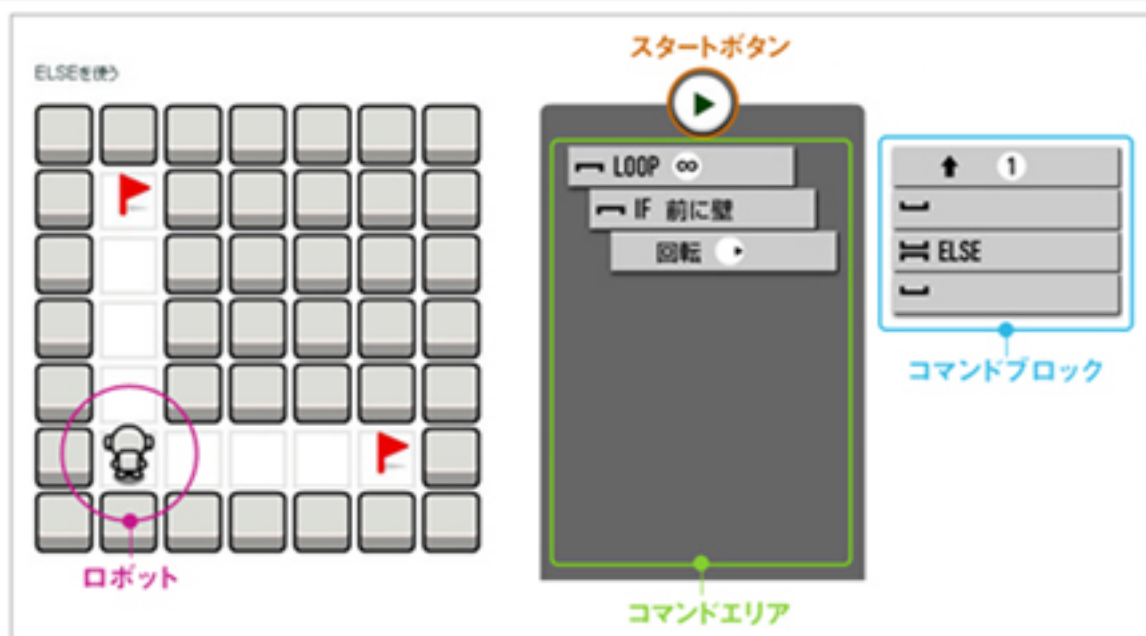 ELSEを使う
スタートボタン
LOOP ∞
IF 前に壁
回転
1
ELSE
コマンドブロック
ロボット
コマンドエリア